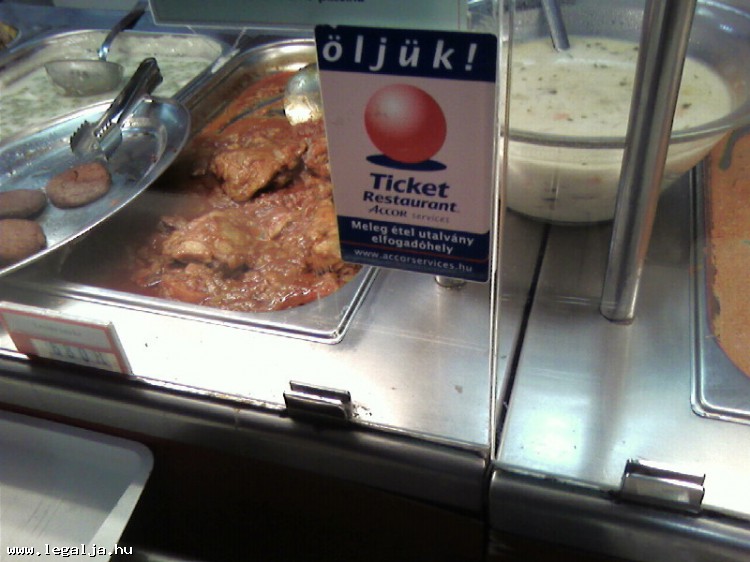 öljük!
Ticket
Restaurant
Accor services
Meleg étel utalvány
elfogadóhely
www.accorservices.hu
www.legalja.hu